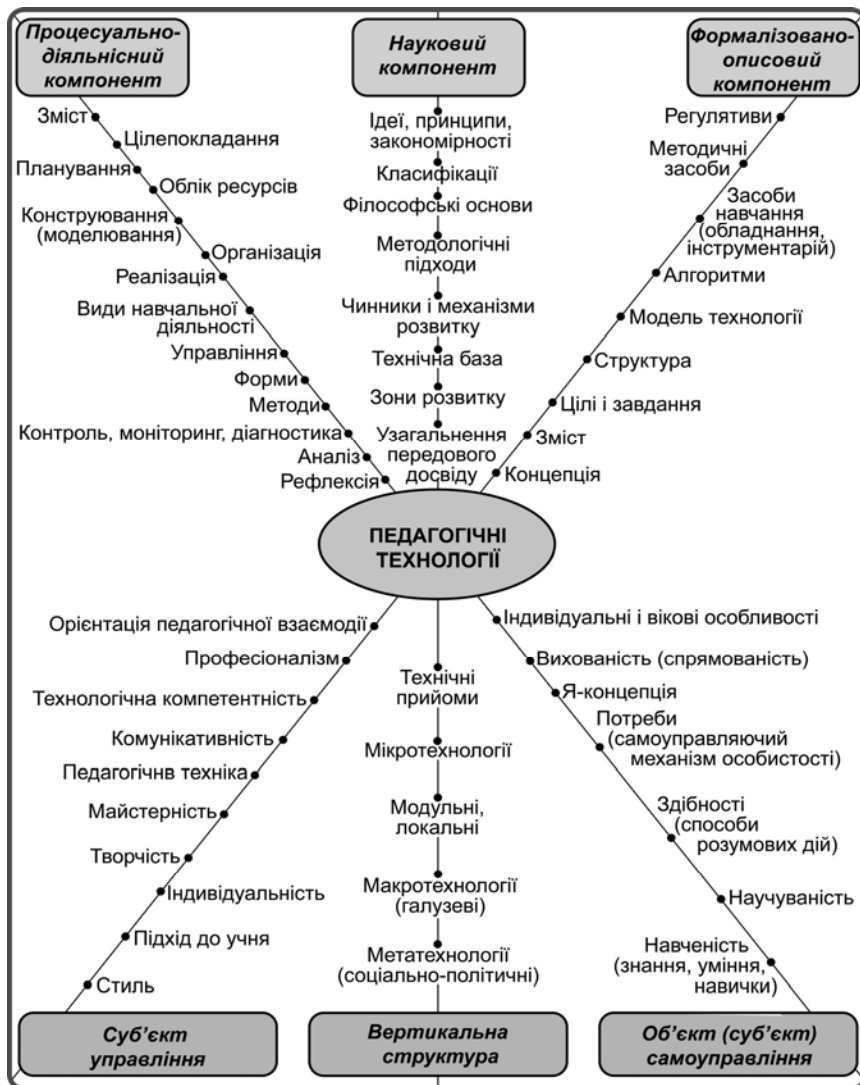 Процесуально-
діяльнісний
компонент
Науковий
компонент
Формалізовано-
описовий
компонент
Зміст
Цілепокладання
Планування
Облік ресурсів
Конструювання
(моделювання)
Організація
Реалізація
Види навчальної
діяльності
Управління
Форми
Методи
Контроль, моніторинг, діагностика
Аналіз
Рефлексія
Ідеї, принципи,
закономірності
Класифікації
Філософські основи
Методологічні
підходи
Чинники і механізми
розвитку
Технічна база
Зони розвитку
Узагальнення
передового
досвіду
Регулятиви
Методичні
засоби
Засоби
навчання
(обладнання,
інструментарій)
Алгоритми
Модель технології
Структура
Цілі і завдання
Зміст
Концепція
ПЕДАГОГІЧНІ
ТЕХНОЛОГІЇ
Орієнтація педагогічної взаємодії
Професіоналізм
Технологічна компетентність
Комунікативність
Педагогічнв техніка
Майстерність
Творчість
Індивідуальність
Підхід до учня
Стиль
Технічні
прийоми
Мікротехнології
Модульні,
локальні
Макротехнології
(галузеві)
Метатехнології
(соціально-політичні)
Індивідуальні і вікові особливості
Вихованість (спрямованість)
Я-концепція
Потреби
(самоуправляючий
механізм особистості)
Здібності
(способи
розумових дій)
Научуваність
Навченість
(знання, уміння,
навички)
Суб’єкт
управління
Вертикальна
структура
Об’єкт (суб’єкт)
самоуправління